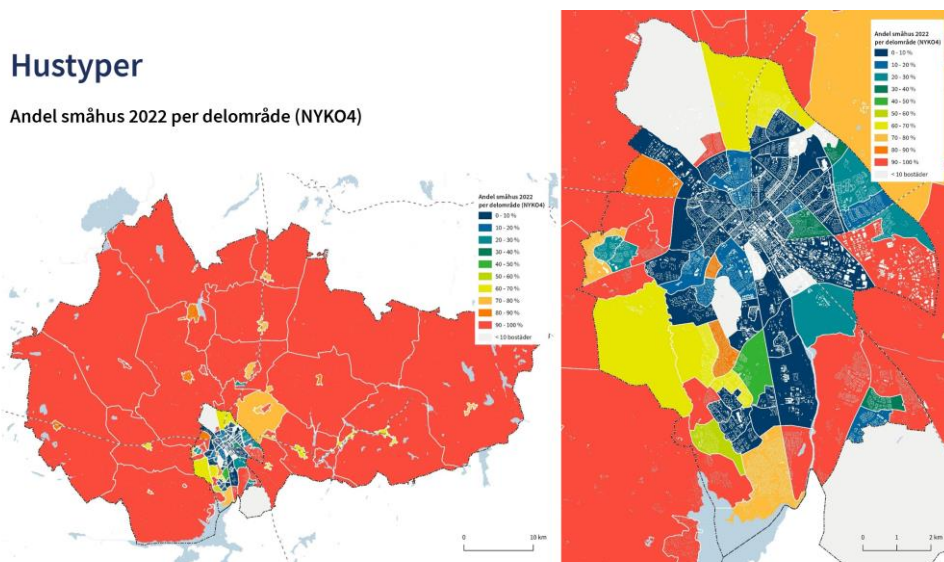 Hustyper
Andel småhus 2022 per delområde (NYKO4)
Andel småhus 2022
per delområde (NYKO4)
0 - 10 %
10 - 20 %
20 - 30 %
30 - 40 %
40 - 50 %
50 - 60 %
60 - 70 %
70 - 80 %
80 - 90 %
90 - 100 %
< 10 bostäder
0 10 km
Andel småhus 2022
per delområde (NYKO4)
0 - 10 %
10 - 20 %
20 - 30 %
30 - 40 %
40 - 50 %
50 - 60 %
60 - 70 %
70 - 80 %
80 - 90 %
90 - 100 %
< 10 bostäder
0 1 2 km